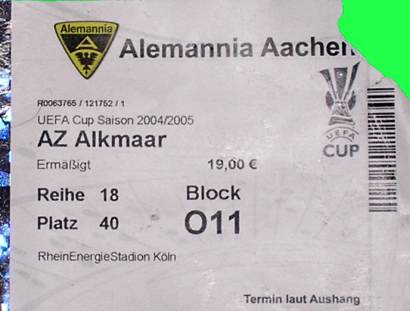 Alemannia
Alemannia Aachen
R0063765 / 121752 / 1
UEFA Cup Saison 2004/2005
AZ Alkmaar
Ermäßigt 19,00 €
UEFA
CUP
Reihe 18 Block
Platz 40 O11
RheinEnergieStadion Köln
Termin laut Aushang